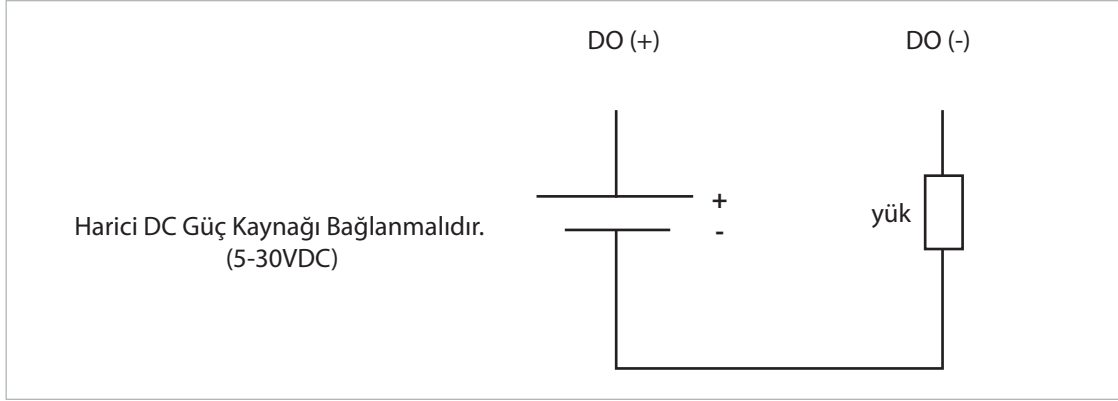 DO (+)
DO (-)
+
-
yük
Harici DC Güç Kaynağı Bağlanmalıdır.
(5-30VDC)